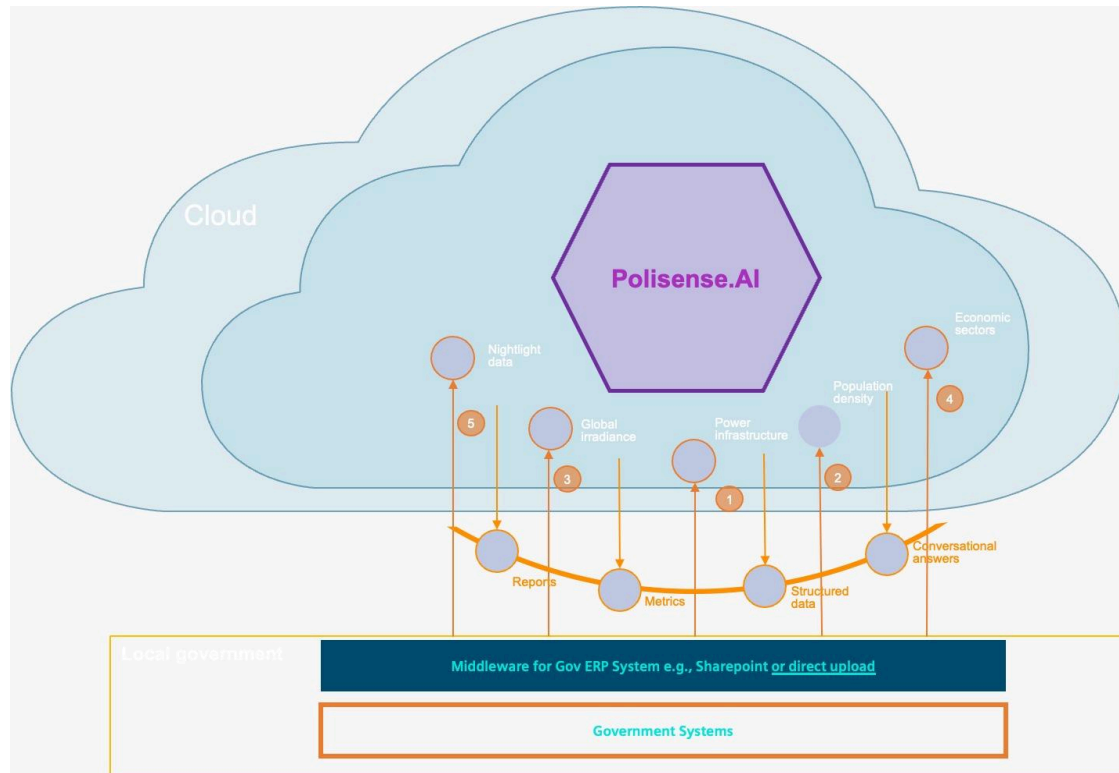 Cloud
Polisense.AI
Economic
sectors
Nightlight
data
Population
density
4
5
Global
irradiance
Power
infrastructure
3
2
1
Conversational
answers
Reports
Metrics
Structured
data
Local government
Middleware for Gov ERP System e.g., Sharepoint or direct upload
Government Systems